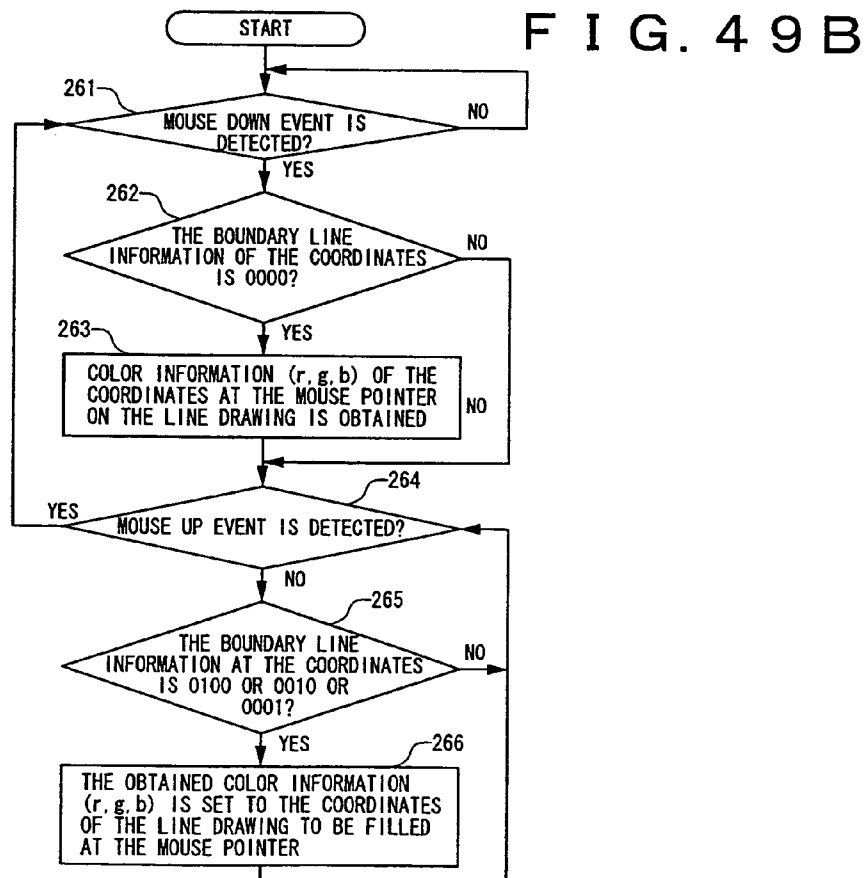 START
F I G. 4 9 B
261
MOUSE DOWN EVENT IS
DETECTED?
NO
YES
262
THE BOUNDARY LINE
INFORMATION OF THE COORDINATES
IS 0000?
NO
YES
263
COLOR INFORMATION (r, g, b) OF THE
COORDINATES AT THE MOUSE POINTER
ON THE LINE DRAWING IS OBTAINED
NO
264
YES
MOUSE UP EVENT IS DETECTED?
NO
265
THE BOUNDARY LINE
INFORMATION AT THE COORDINATES
IS 0100 OR 0010 OR
0001?
NO
YES
266
THE OBTAINED COLOR INFORMATION
(r, g, b) IS SET TO THE COORDINATES
OF THE LINE DRAWING TO BE FILLED
AT THE MOUSE POINTER